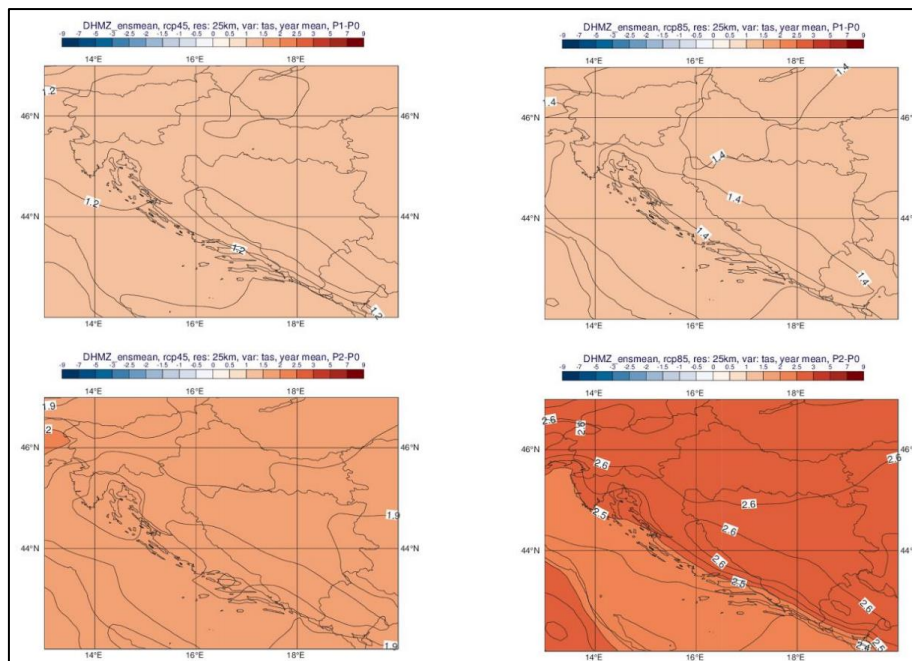 DHMZ_ensmean, rcp45, res: 25km, var: tas, year mean, P1-P0
-9 -7 -5 -3 -2.5 -2 -1.5 -1 -0.5 0 0.5 1 1.5 2 2.5 3 5 7 9
14°E 16°E 18°E
1.2
46°N
1.2
44°N
1.2
1.2
14°E 16°E 18°E
DHMZ_ensmean, rcp85, res: 25km, var: tas, year mean, P1-P0
-9 -7 -5 -3 -2.5 -2 -1.5 -1 -0.5 0 0.5 1 1.5 2 2.5 3 5 7 9
14°E 16°E 18°E
1.4
1.4
46°N 46°N
1.4
1.4
44°N 44°N
1.4
1.4
14°E 16°E 18°E
DHMZ_ensmean, rcp45, res: 25km, var: tas, year mean, P2-P0
-9 -7 -5 -3 -2.5 -2 -1.5 -1 -0.5 0 0.5 1 1.5 2 2.5 3 5 7 9
14°E 16°E 18°E
1.9
2
46°N
1.9
44°N
1.9
14°E 16°E 18°E
DHMZ_ensmean, rcp85, res: 25km, var: tas, year mean, P2-P0
-9 -7 -5 -3 -2.5 -2 -1.5 -1 -0.5 0 0.5 1 1.5 2 2.5 3 5 7 9
14°E 16°E 18°E
2.6
2.6
46°N 46°N
2.6
2.6
2.6
2.5
2.6
44°N 44°N
2.5
2.6
2.5
2.4
14°E 16°E 18°E